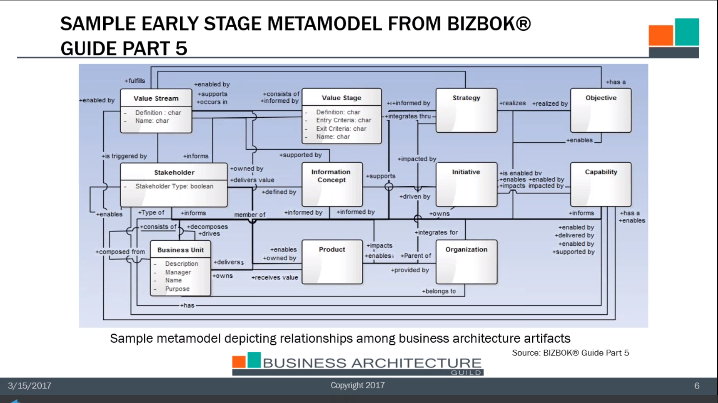 SAMPLE EARLY STAGE METAMODEL FROM BIZBOK®
GUIDE PART 5
+fulfills
+has a
+enabled by
+enabled by
+supports
+occurs in
+consists of
+informed by
Value Stream
- Definition : char
- Name: char
Value Stage
- Definition: char
- Entry Criteria: char
- Exit Criteria: char
- Name: char
+informed by
+integrates thru
Strategy
+realizes
+realized by
Objective
+enables
+is triggered by
+informs
+supported by
+impacted by
Stakeholder
- Stakeholder Type: boolean
+owned by
+delivers value
+defined by
Information
Concept
+supports
+driven by
Initiative
+is enabled by
+enables +enabled by
+impacts impacted by
Capability
+enables
+Type of
+informs
member of
+informed by
+informed by
+owns
+informs
+has a
+enables
+consists of
+decomposes
+drives
+integrates for
+enabled by
+delivered by
+enabled by
+supported by
+composed from
Business Unit
- Description
- Manager
- Name
- Purpose
+delivers
+owns
+enables
+owned by
+receives value
Product
+impacts
+enables
+Parent of
+provided by
Organization
+belongs to
+has
Sample metamodel depicting relationships among business architecture artifacts
Source: BIZBOK® Guide Part 5
BUSINESS ARCHITECTURE
GUILD
3/15/2017
Copyright 2017
6